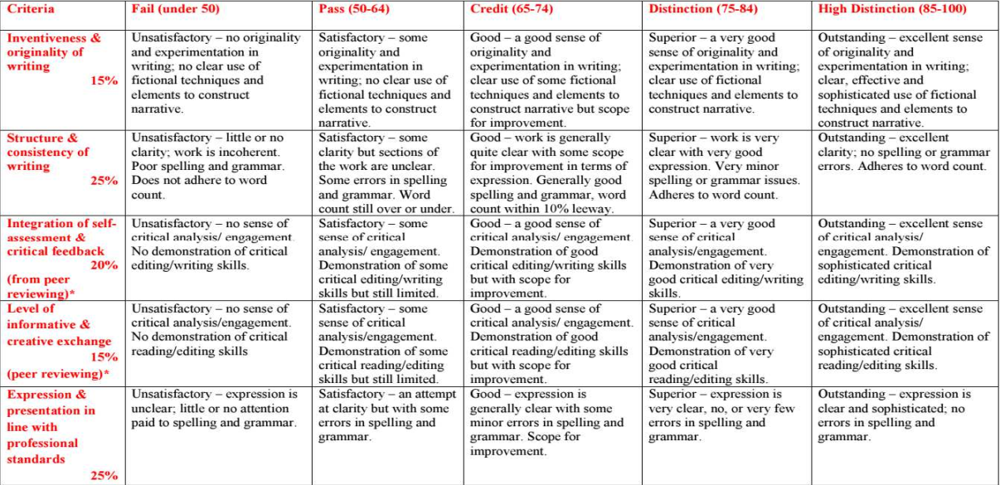 Criteria
Fail (under 50)
Pass (50-64)
Credit (65-74)
Distinction (75-84)
High Distinction (85-100)
Inventiveness &
originality of
writing
15%
Unsatisfactory – no originality
and experimentation in
writing; no clear use of
fictional techniques and
elements to construct
narrative.
Satisfactory – some
originality and
experimentation in
writing; no clear use of
fictional techniques and
elements to construct
narrative.
Good – a good sense of
originality and
experimentation in writing;
clear use of some fictional
techniques and elements to
construct narrative but scope
for improvement.
Superior – a very good
sense of originality and
experimentation in writing;
clear use of fictional
techniques and elements to
construct narrative.
Outstanding – excellent sense
of originality and
experimentation in writing;
clear, effective and
sophisticated use of fictional
techniques and elements to
construct narrative.
Structure &
consistency of
writing
25%
Unsatisfactory – little or no
clarity; work is incoherent.
Poor spelling and grammar.
Does not adhere to word
count.
Satisfactory – some
clarity but sections of
the work are unclear.
Some errors in spelling
and grammar. Word
count still over or under.
Good – work is generally
quite clear with some scope
for improvement in terms of
expression. Generally good
spelling and grammar, word
count within 10% leeway.
Superior – work is very
clear with very good
expression. Very minor
spelling or grammar issues.
Adheres to word count.
Outstanding – excellent
clarity; no spelling or grammar
errors. Adheres to word count.
Integration of self-
assessment &
critical feedback
20%
(from peer
reviewing)*
Unsatisfactory – no sense of
critical analysis/ engagement.
No demonstration of critical
editing/writing skills.
Satisfactory – some
sense of critical
analysis/ engagement.
Demonstration of some
critical editing/writing
skills but still limited.
Good – a good sense of
critical analysis/ engagement.
Demonstration of good
critical editing/writing skills
but with scope for
improvement.
Superior – a very good
sense of critical
analysis/engagement.
Demonstration of very
good critical editing/writing
skills.
Outstanding – excellent sense
of critical analysis/
engagement. Demonstration of
sophisticated critical
editing/writing skills.
Level of
informative &
creative exchange
15%
(peer reviewing)*
Unsatisfactory – no sense of
critical analysis/engagement.
No demonstration of critical
reading/editing skills
Satisfactory – some
sense of critical
analysis/engagement.
Demonstration of some
critical reading/editing
skills but still limited.
Good – a good sense of
critical analysis/ engagement.
Demonstration of good
critical reading/editing skills
but with scope for
improvement.
Superior – a very good
sense of critical
analysis/engagement.
Demonstration of very
good critical
reading/editing skills.
Outstanding – excellent sense
of critical analysis/
engagement. Demonstration of
sophisticated critical
reading/editing skills.
Expression &
presentation in
line with
professional
standards
25%
Unsatisfactory – expression is
unclear; little or no attention
paid to spelling and grammar.
Satisfactory – an attempt
at clarity but with some
errors in spelling and
grammar.
Good – expression is
generally clear with some
minor errors in spelling and
grammar. Scope for
improvement.
Superior – expression is
very clear, no, or very few
errors in spelling and
grammar.
Outstanding – expression is
clear and sophisticated; no
errors in spelling and
grammar.